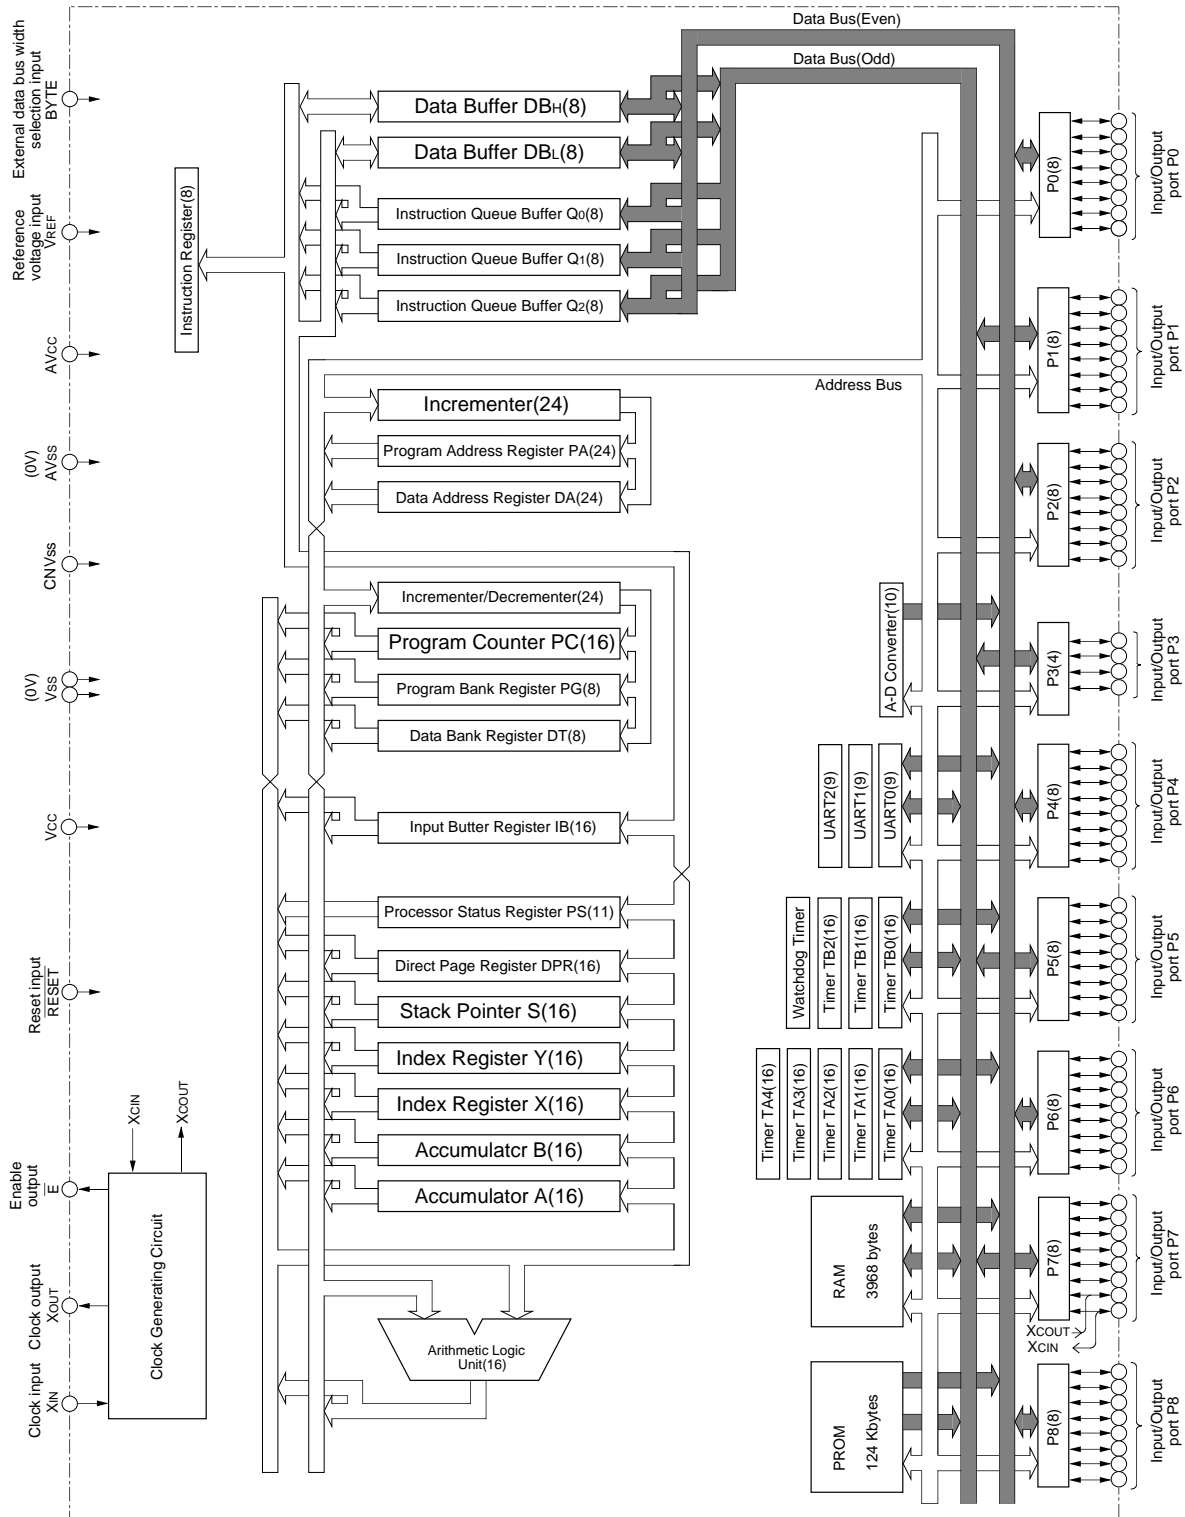 Data Bus(Even)
Data Bus(Odd)
External data bus width
selection input
BYTE
Reference
voltage input
VREF
AVcc
(0V)
AVss
CNVss
(0V)
Vss
Vcc
Reset input
RESET
Enable
output
E
Clock output
XOUT
Clock input
XIN
XCIN
XCOUT
Clock Generating Circuit
Instruction Register(8)
Data Buffer DBH(8)
Data Buffer DBL(8)
Instruction Queue Buffer Q0(8)
Instruction Queue Buffer Q1(8)
Instruction Queue Buffer Q2(8)
Address Bus
Incrementer(24)
Program Address Register PA(24)
Data Address Register DA(24)
Incrementer/Decrementer(24)
Program Counter PC(16)
Program Bank Register PG(8)
Data Bank Register DT(8)
Input Butter Register IB(16)
Processor Status Register PS(11)
Direct Page Register DPR(16)
Stack Pointer S(16)
Index Register Y(16)
Index Register X(16)
Accumulatcr B(16)
Accumulator A(16)
Arithmetic Logic
Unit(16)
A-D Converter(10)
UART2(9)
UART1(9)
UART0(9)
Watchdog Timer
Timer TB2(16)
Timer TB1(16)
Timer TB0(16)
Timer TA4(16)
Timer TA3(16)
Timer TA2(16)
Timer TA1(16)
Timer TA0(16)
RAM
3968 bytes
PROM
124 Kbytes
P0(8)
Input/Output
port P0
P1(8)
Input/Output
port P1
P2(8)
Input/Output
port P2
P3(4)
Input/Output
port P3
P4(8)
Input/Output
port P4
P5(8)
Input/Output
port P5
P6(8)
Input/Output
port P6
P7(8)
Input/Output
port P7
XCOUT
XCIN
P8(8)
Input/Output
port P8